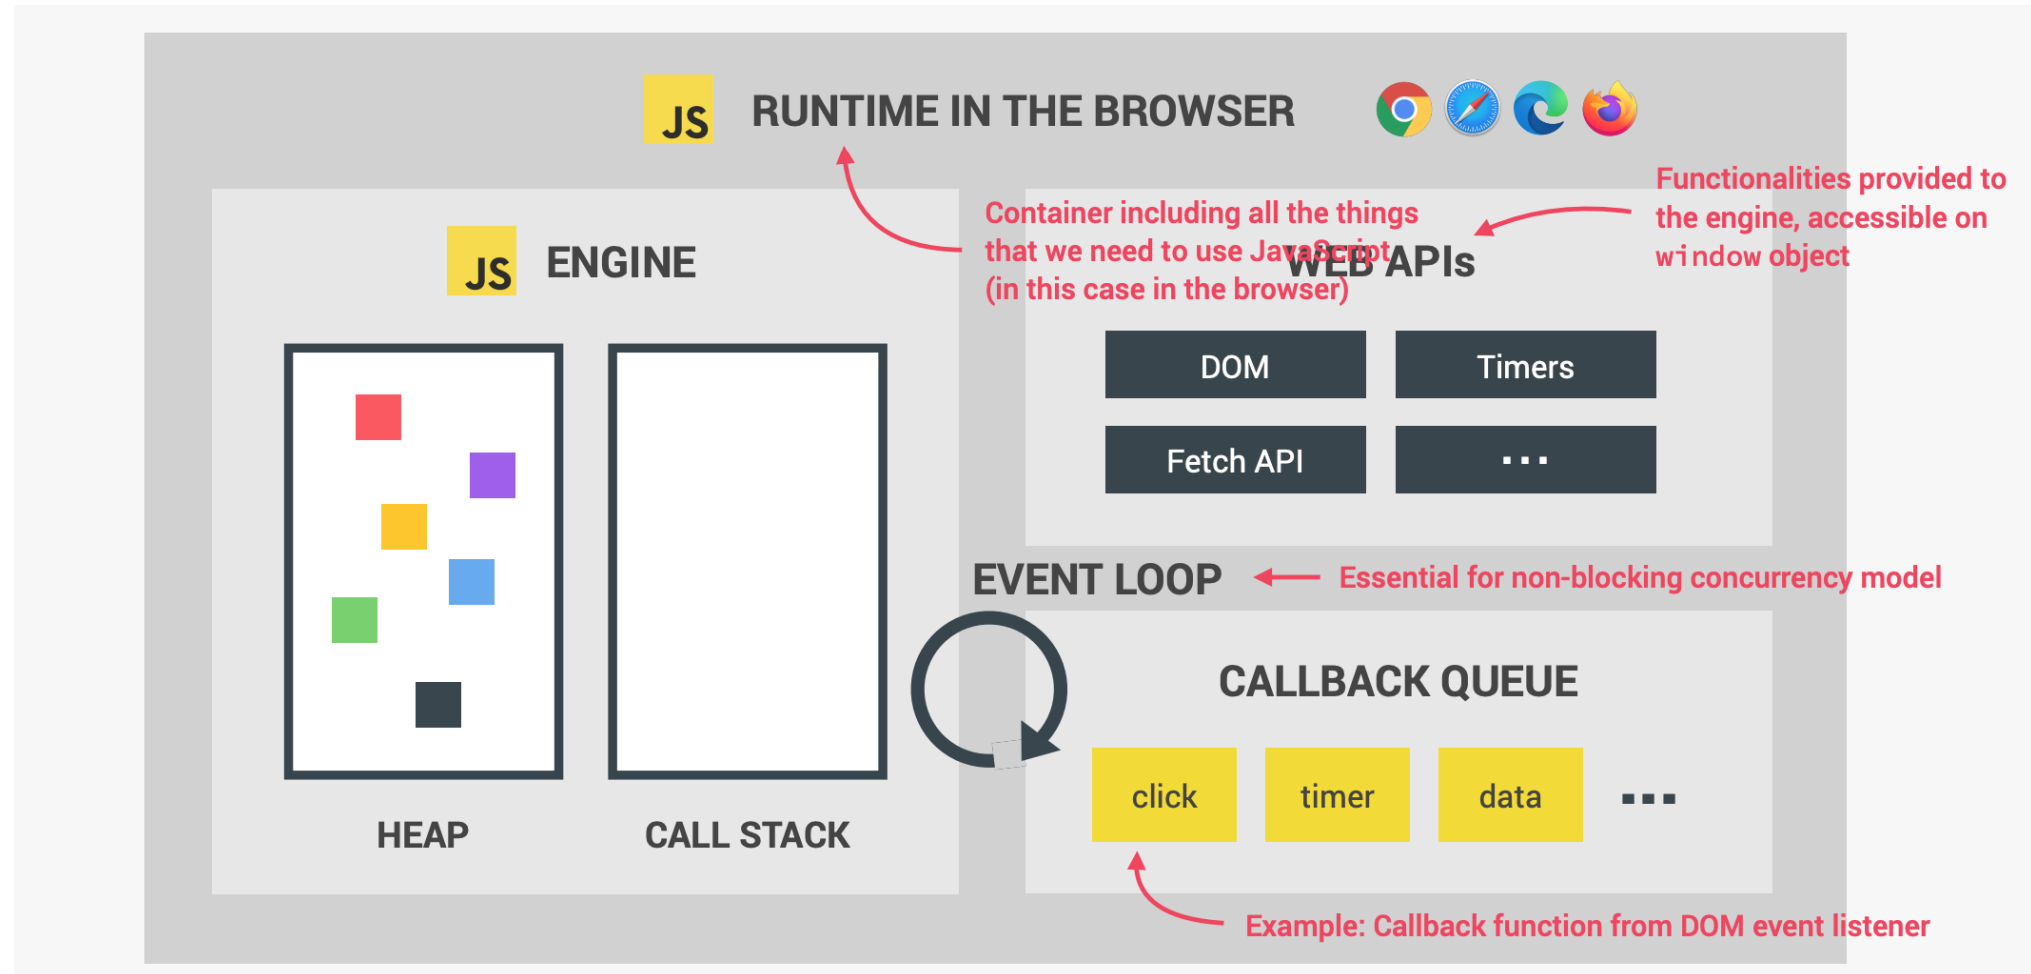 JS RUNTIME IN THE BROWSER
Functionalities provided to
the engine, accessible on
window object
Container including all the things
that we need to use JavaScript
(in this case in the browser)
JS ENGINE
WEB APIs
DOM
Timers
Fetch API
...
EVENT LOOP
Essential for non-blocking concurrency model
CALLBACK QUEUE
click
timer
data
...
HEAP
CALL STACK
Example: Callback function from DOM event listener